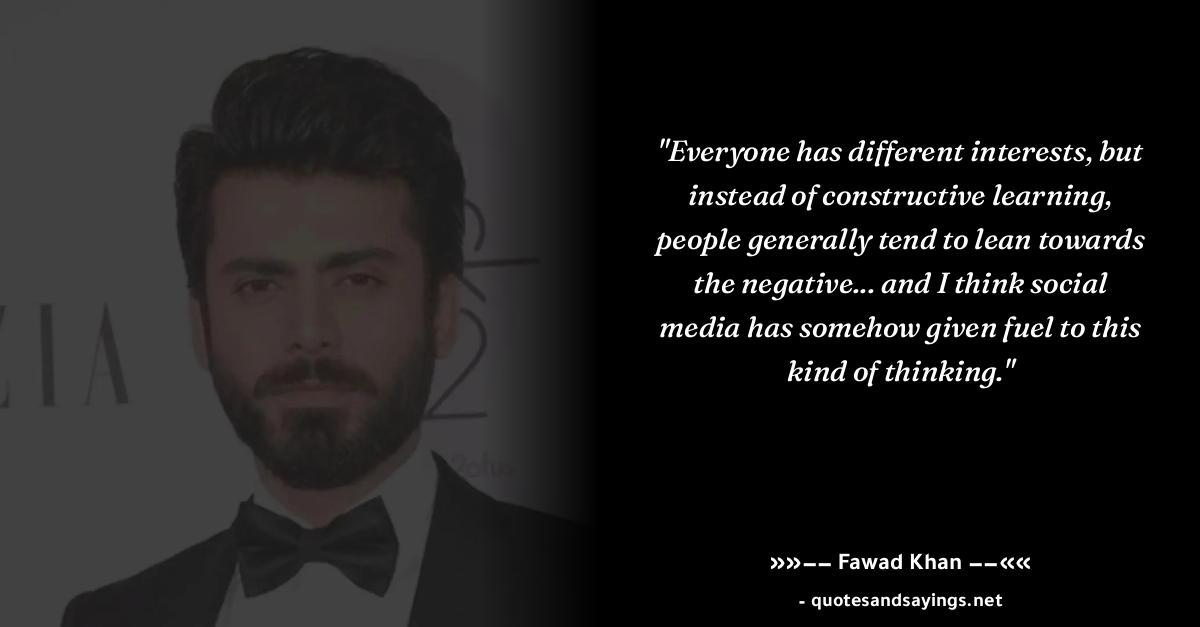 "Everyone has different interests, but
instead of constructive learning,
people generally tend to lean towards
the negative... and I think social
media has somehow given fuel to this
kind of thinking."
»»−− Fawad Khan −−««
- quotesandsayings.net
ZIA